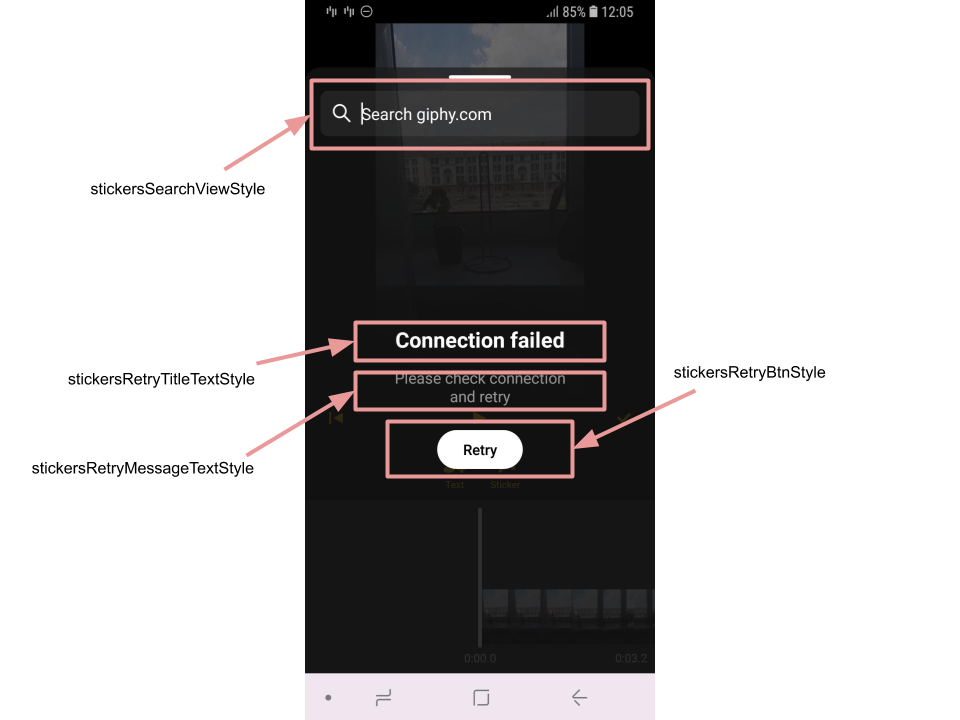 85% 12:05
Search giphy.com
stickersSearchViewStyle
Connection failed
stickersRetryTitleTextStyle
Please check connection
and retry
stickersRetryBtnStyle
Retry
stickersRetryMessageTextStyle
Text Sticker
0:00.0 0:03.2